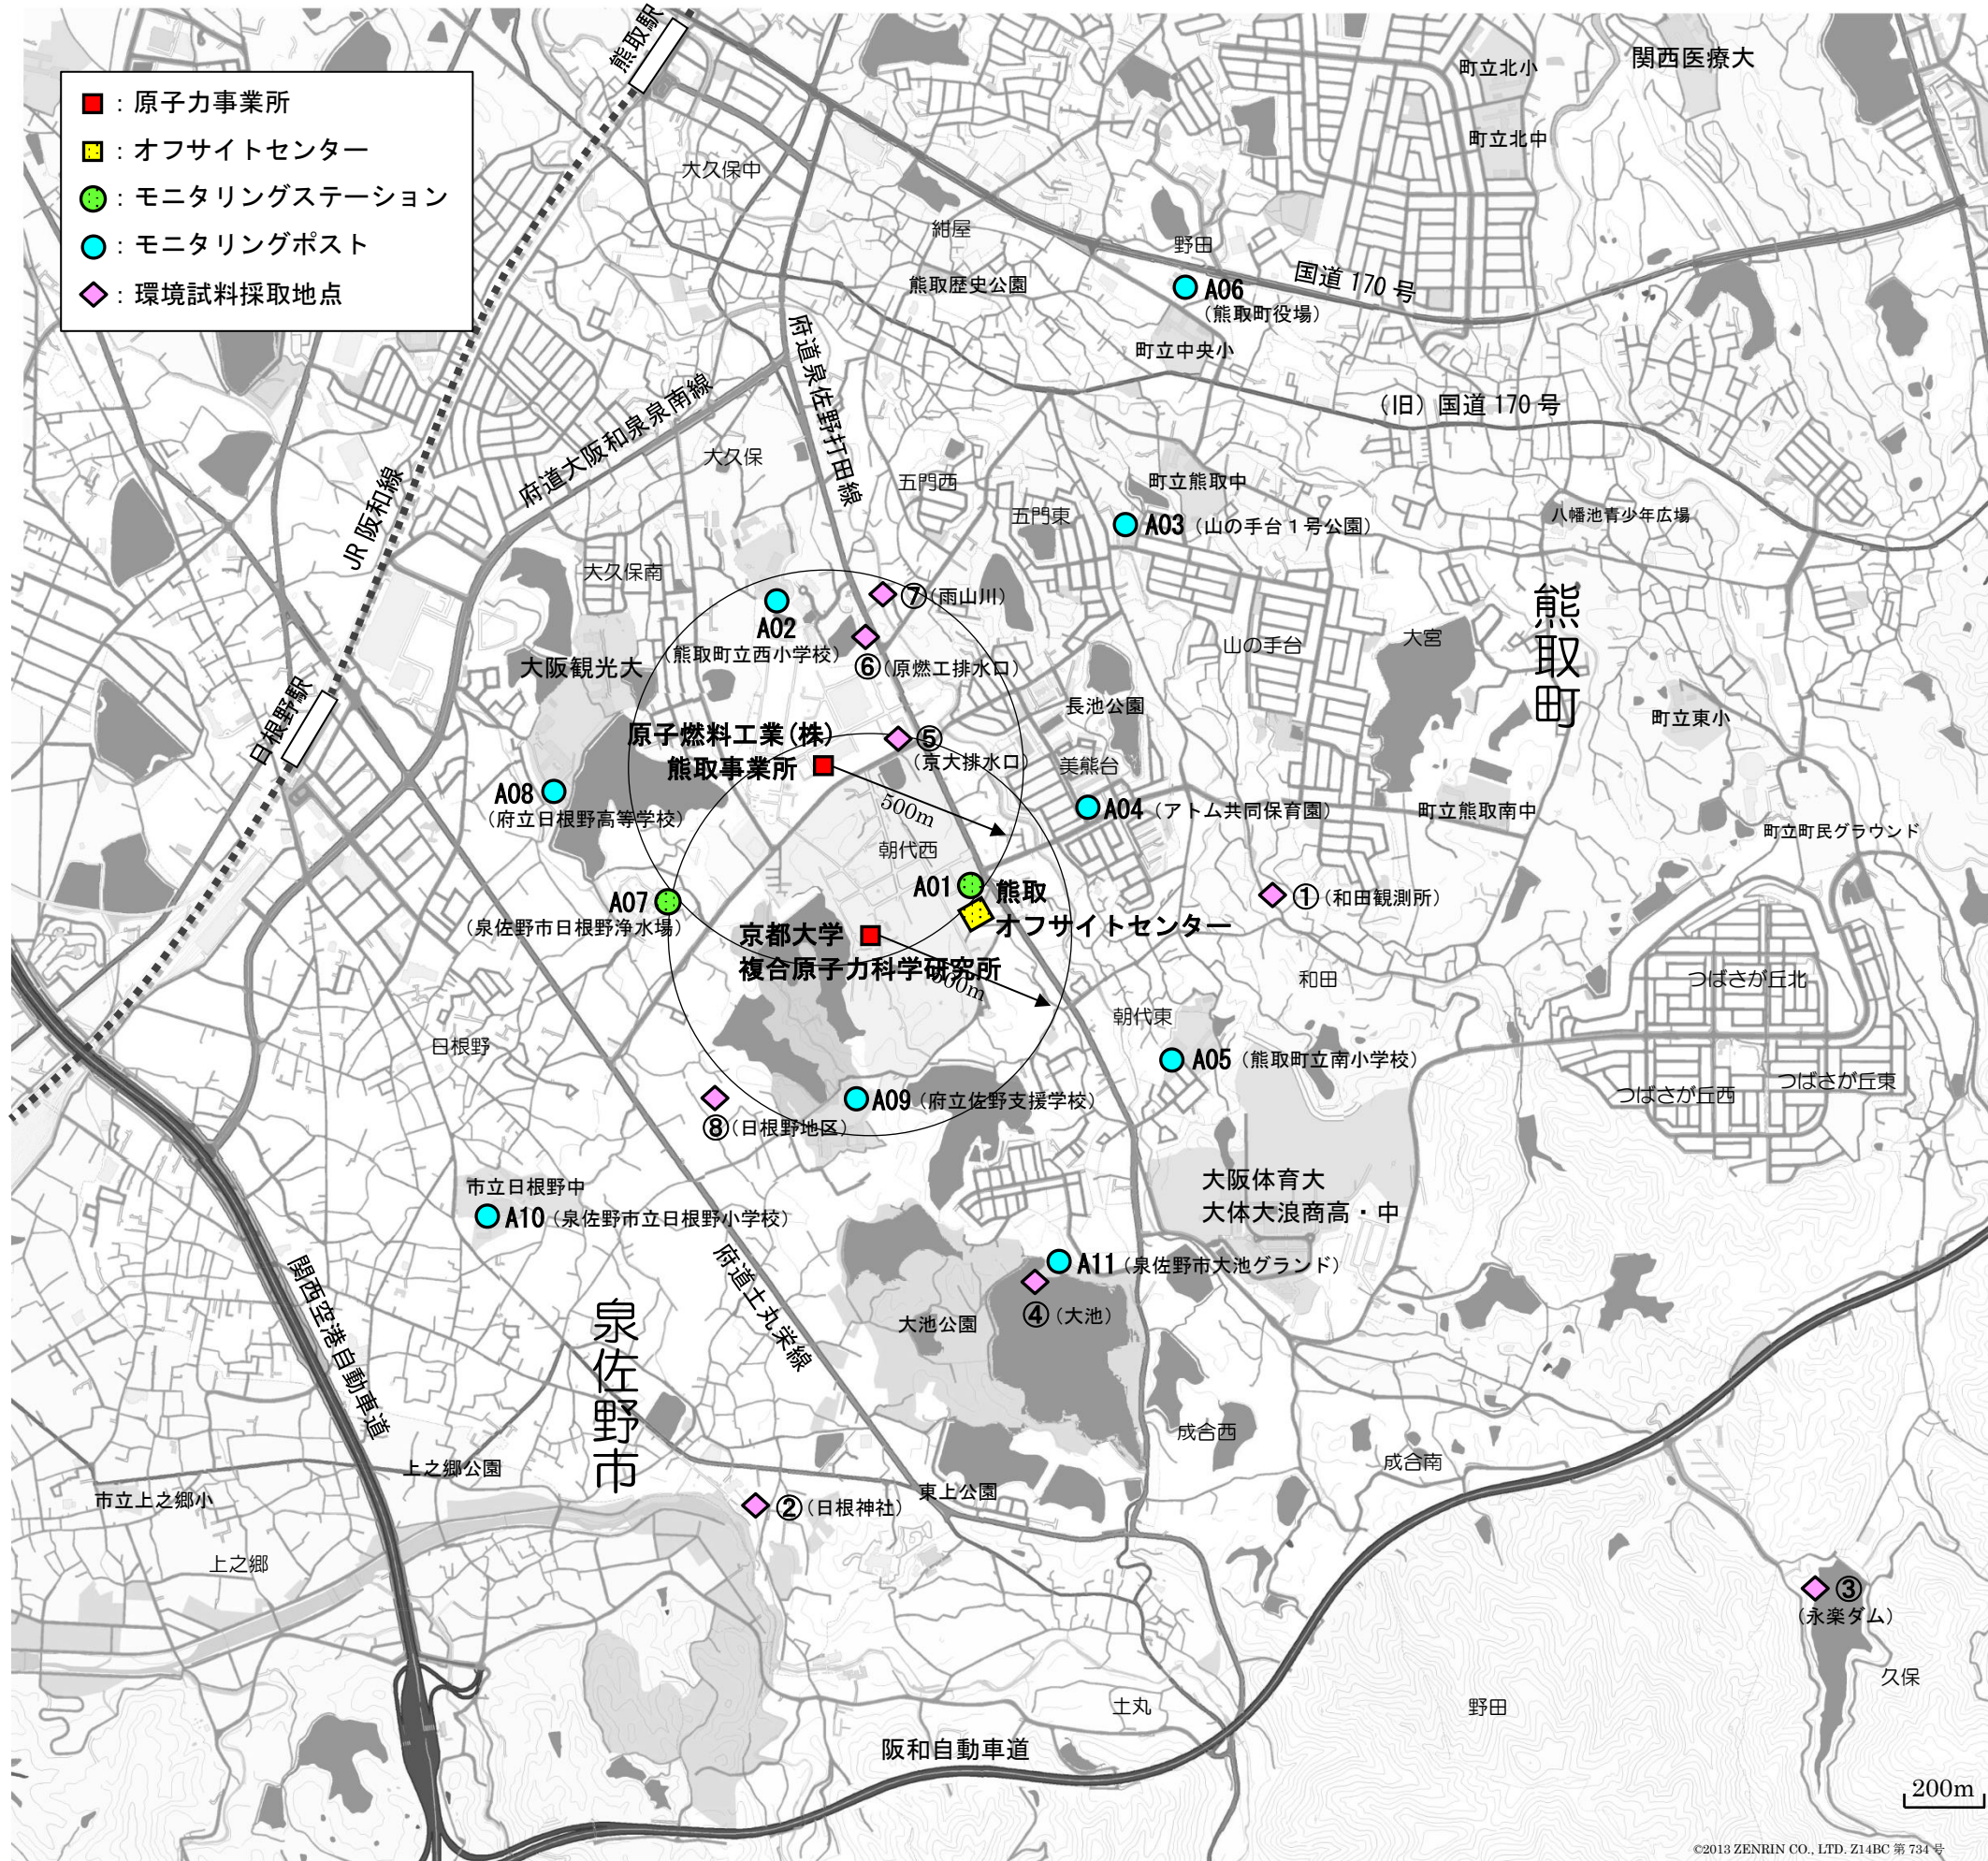 熊取駅
■：原子力事業所
：オフサイトセンター
：モニタリングステーション
：モニタリングポスト
：環境試料採取地点
関西医療大
町立北小
町立北中
大久保中
紺屋
野田
熊取歴史公園
A06
（熊取町役場）
国道 170 号
町立中央小
府道泉佐野打田線
府道大阪和泉泉南線
（旧）国道 170 号
大久保
五門西
町立熊取中
JR 阪和線
五門東
A03（山の手台１号公園）
八幡池青少年広場
大久保南
熊取町
⑦（雨山川）
A02
（熊取町立西小学校）
⑥（原燃工排水口）
山の手台
大宮
大阪観光大
長池公園
町立東小
日根野駅
原子燃料工業(株)
熊取事業所
⑤
（京大排水口）
美熊台
A08
（府立日根野高等学校）
500m
A04（アトム共同保育園）
町立熊取南中
町立町民グラウンド
朝代西
A01
熊取
オフサイトセンター
①（和田観測所）
A07
（泉佐野市日根野浄水場）
京都大学
複合原子力科学研究所
500m
和田
つばさが丘北
朝代東
日根野
A05（熊取町立南小学校）
つばさが丘西
つばさが丘東
A09（府立佐野支援学校）
⑧（日根野地区）
市立日根野中
A10（泉佐野市立日根野小学校）
大阪体育大
大体大浪商高・中
府道土丸栄線
A11（泉佐野市大池グランド）
関西空港自動車道
泉佐野市
④（大池）
大池公園
成合西
成合南
上之郷公園
市立上之郷小
東上公園
②（日根神社）
上之郷
③
（永楽ダム）
久保
土丸
野田
阪和自動車道
200m
©2013 ZENRIN CO., LTD. Z14BC 第 734 号